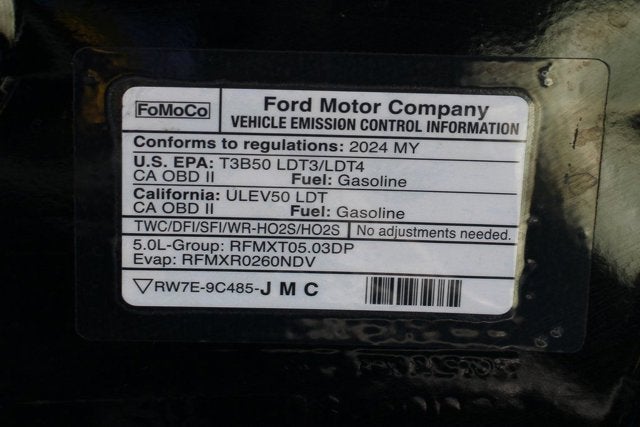 FoMoCo
Ford Motor Company
VEHICLE EMISSION CONTROL INFORMATION
Conforms to regulations: 2024 MY
U.S. EPA: T3B50 LDT3/LDT4
CA OBD II Fuel: Gasoline
California: ULEV50 LDT
CA OBD II Fuel: Gasoline
TWC/DFI/SFI/WR-HO2S/HO2S No adjustments needed.
5.0L-Group: RFMXT05.03DP
Evap: RFMXR0260NDV
RW7E-9C485-JMC